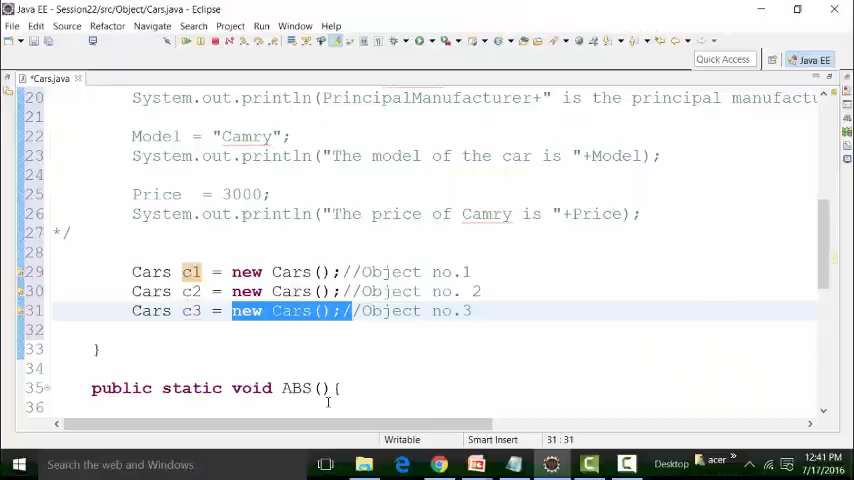 Java EE - Session22/src/Object/Cars.java - Eclipse
File Edit Source Refactor Navigate Search Project Run Window Help
Quick Access
Java EE
*Cars.java
20 System.out.println(PrincipalManufacturer+" is the principal manufactu
21
22 Model = "Camry";
23 System.out.println("The model of the car is "+Model);
24
25 Price = 3000;
26 System.out.println("The price of Camry is "+Price);
27 */
28
29 Cars c1 = new Cars();//Object no.1
30 Cars c2 = new Cars();//Object no. 2
31 Cars c3 = new Cars();//Object no.3
32
33 }
34
35 public static void ABS(){
36
Writable Smart Insert 31 : 31
Search the web and Windows
Desktop
acer
12:41 PM
7/17/2016